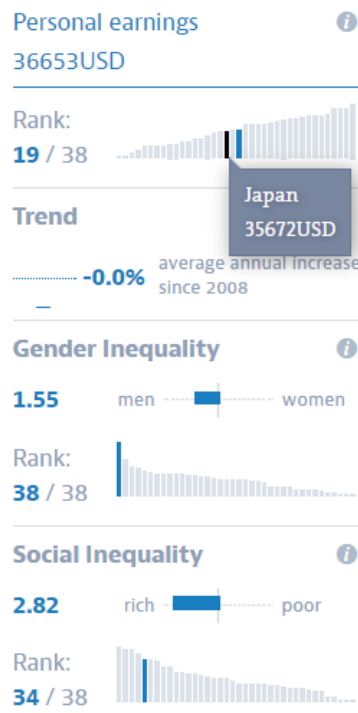 Personal earnings
36653USD
Rank:
19 / 38
Japan
35672USD
Trend
-0.0% average annual increase
since 2008
Gender Inequality
1.55 men women
Rank:
38 / 38
Social Inequality
2.82 rich poor
Rank:
34 / 38